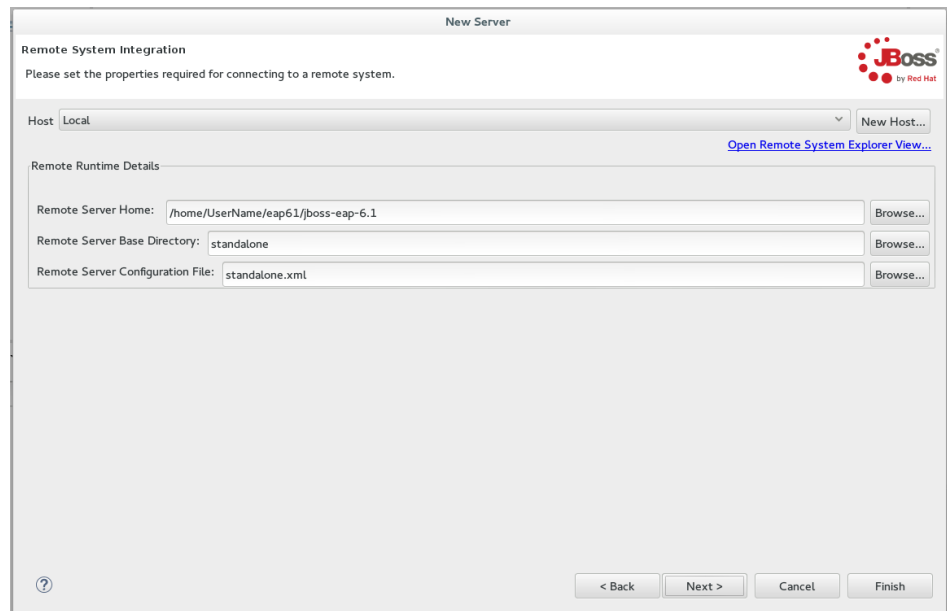 New Server
Remote System Integration
Please set the properties required for connecting to a remote system.
JBoss
by Red Hat
Host Local New Host...
Open Remote System Explorer View...
Remote Runtime Details
Remote Server Home: /home/UserName/eap61/jboss-eap-6.1 Browse...
Remote Server Base Directory: standalone Browse...
Remote Server Configuration File: standalone.xml Browse...
? < Back Next > Cancel Finish